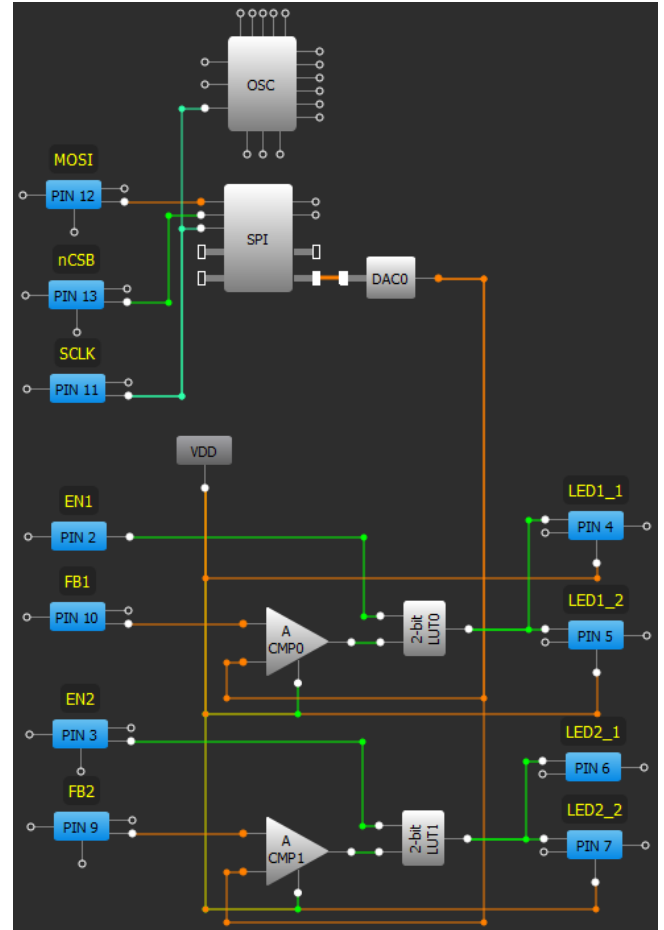 OSC
MOSI
PIN 12
SPI
nCSB
DAC0
PIN 13
SCLK
PIN 11
VDD
EN1
LED1_1
PIN 2
PIN 4
FB1
LED1_2
PIN 10
A
CMP0
2-bit
LUT0
PIN 5
EN2
PIN 3
LED2_1
PIN 6
FB2
LED2_2
PIN 9
A
CMP1
2-bit
LUT1
PIN 7